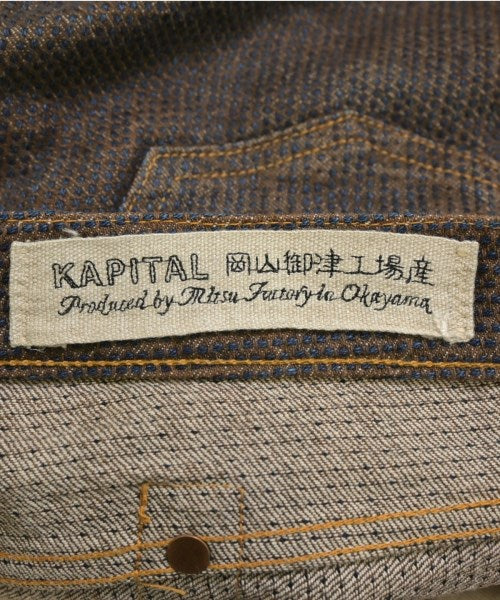 KAPITAL 岡山御津工場産
Produced by Mitsu Factory in Okayama